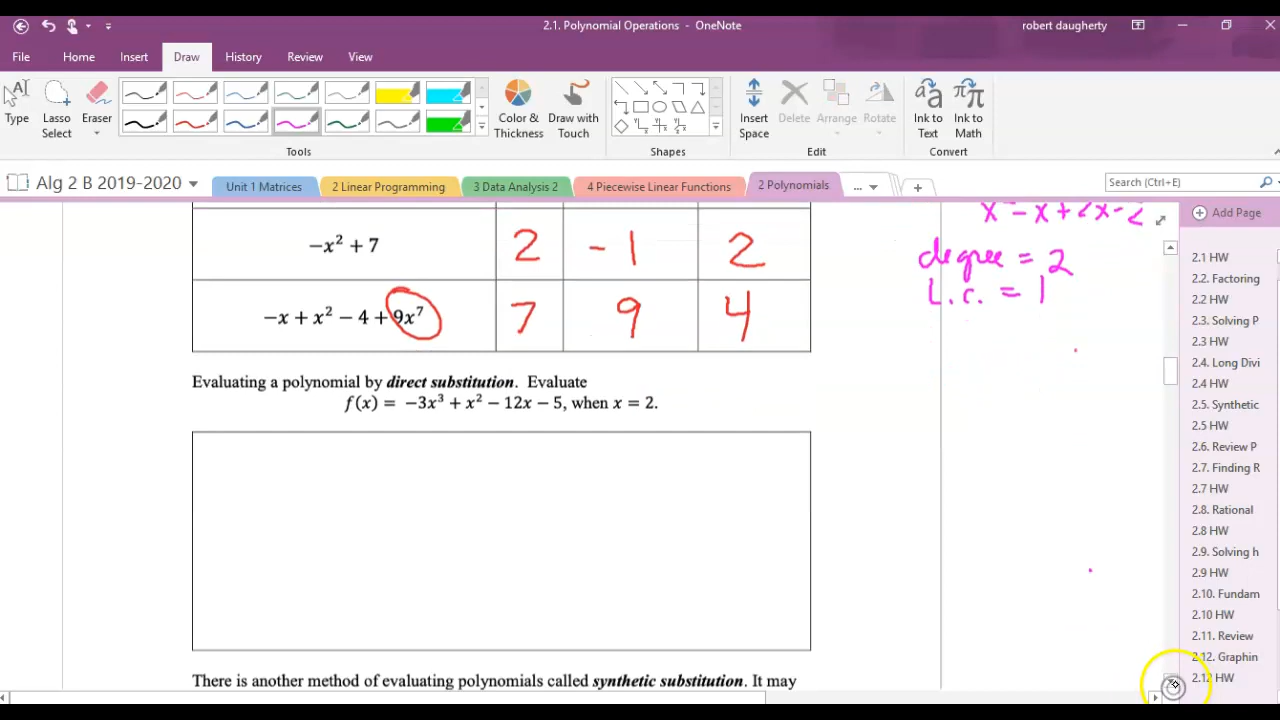 2.1. Polynomial Operations - OneNote
robert daugherty
File Home Insert Draw History Review View
Type
Lasso Select
Eraser
Color & Thickness
Draw with Touch
Insert Space
Delete
Arrange
Rotate
Ink to Text
Ink to Math
Tools
Shapes
Edit
Convert
Alg 2 B 2019-2020
Unit 1 Matrices
2 Linear Programming
3 Data Analysis 2
4 Piecewise Linear Functions
2 Polynomials
...
Search (Ctrl+E)
Add Page
−x² + 7 2 -1 2
degree = 2
L.C. = 1
−x + x² − 4 + 9x⁷ 7 9 4
Evaluating a polynomial by direct substitution. Evaluate
f(x) = −3x³ + x² − 12x − 5, when x = 2.
There is another method of evaluating polynomials called synthetic substitution. It may
2.1 HW
2.2. Factoring
2.2 HW
2.3. Solving P
2.3 HW
2.4. Long Divi
2.4 HW
2.5. Synthetic
2.5 HW
2.6. Review P
2.7. Finding R
2.7 HW
2.8. Rational
2.8 HW
2.9. Solving h
2.9 HW
2.10. Fundam
2.10 HW
2.11. Review
2.12. Graphin
2.12 HW